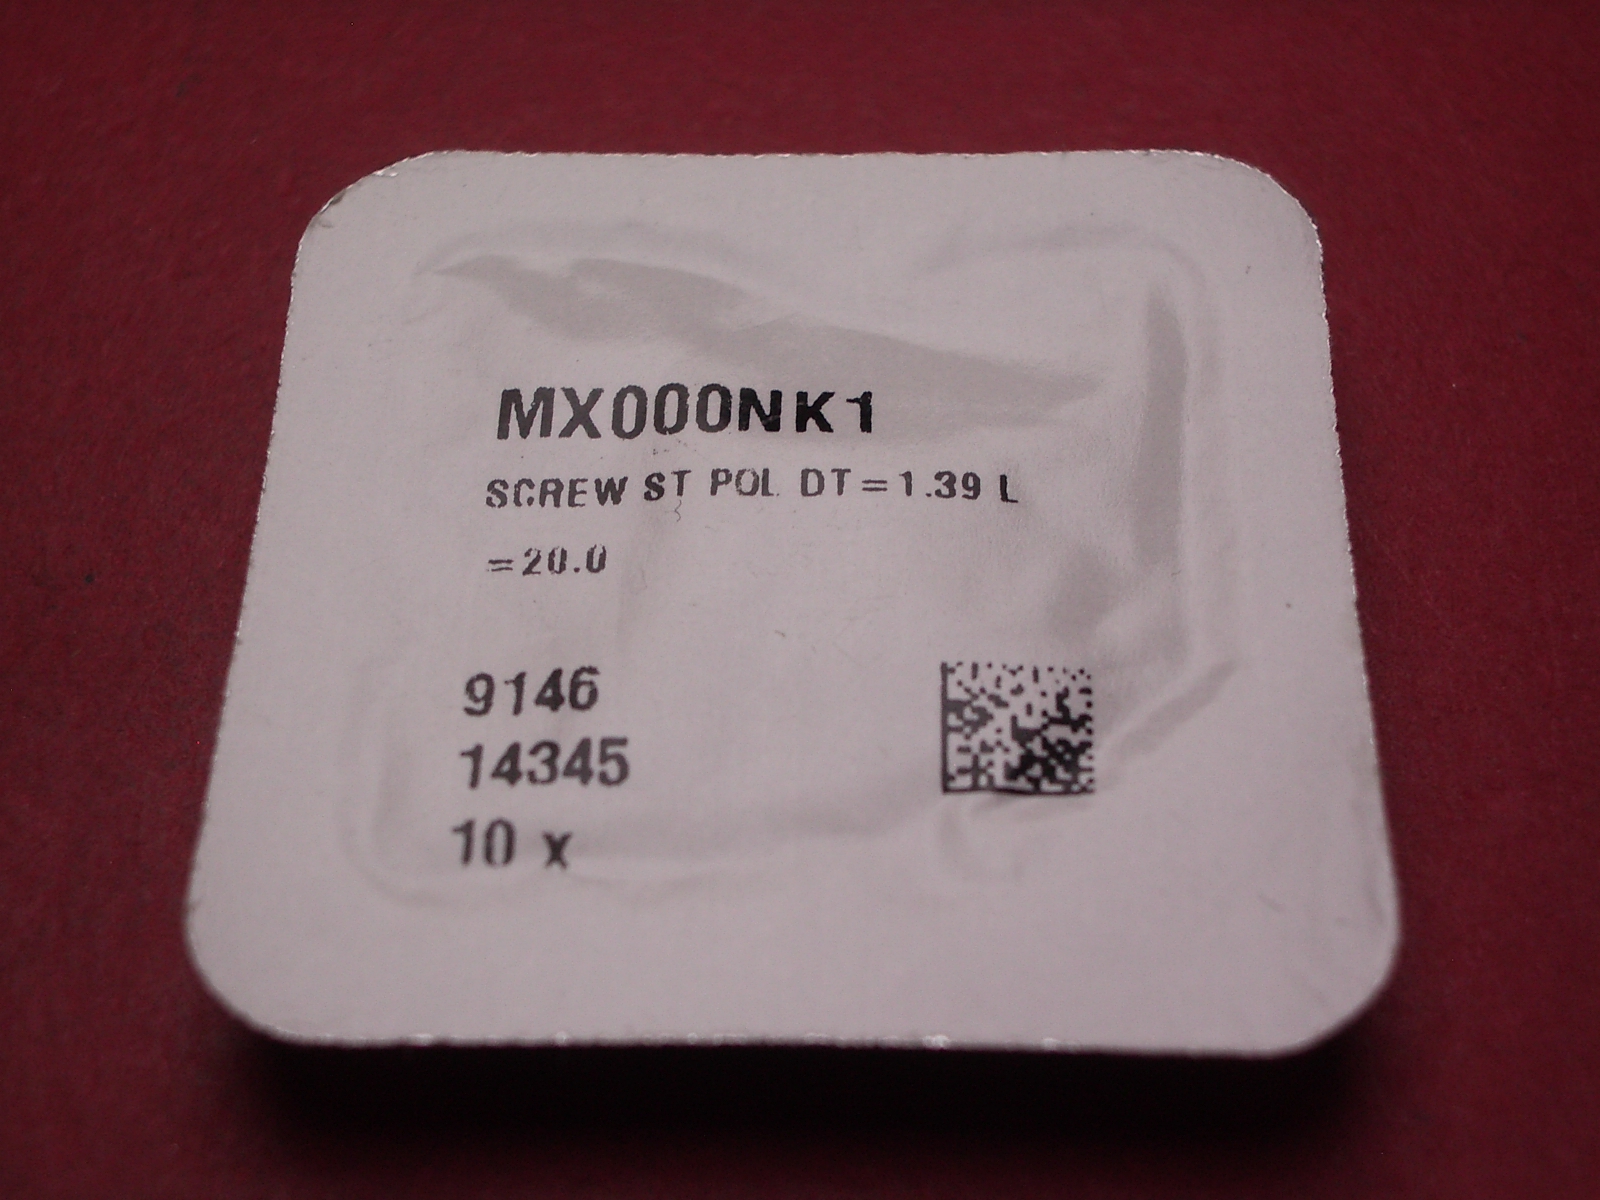 MX000NK1
SCREW ST POL DT=1.39 L
=20.0
9146
14345
10 x